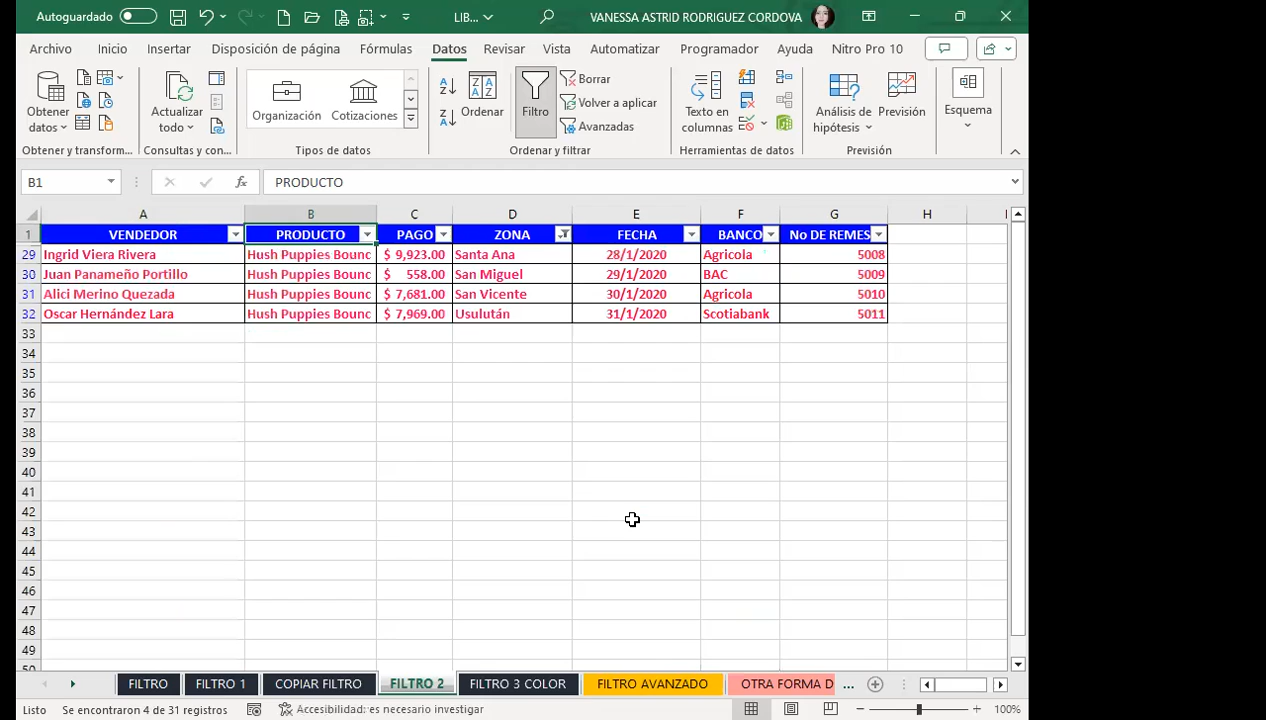 Autoguardado LIB... VANESSA ASTRID RODRIGUEZ CORDOVA
Archivo Inicio Insertar Disposición de página Fórmulas Datos Revisar Vista Automatizar Programador Ayuda Nitro Pro 10
Obtener datos
Actualizar todo
Organización Cotizaciones
Ordenar
Filtro
Borrar
Volver a aplicar
Avanzadas
Texto en columnas
Análisis de hipótesis
Previsión
Esquema
Obtener y transform... Consultas y con... Tipos de datos Ordenar y filtrar Herramientas de datos Previsión
B1 fx PRODUCTO
A B C D E F G H I
1 VENDEDOR PRODUCTO PAGO ZONA FECHA BANCO No DE REMES
29 Ingrid Viera Rivera Hush Puppies Bounc $ 9,923.00 Santa Ana 28/1/2020 Agricola 5008
30 Juan Panameño Portillo Hush Puppies Bounc $ 558.00 San Miguel 29/1/2020 BAC 5009
31 Alici Merino Quezada Hush Puppies Bounc $ 7,681.00 San Vicente 30/1/2020 Agricola 5010
32 Oscar Hernández Lara Hush Puppies Bounc $ 7,969.00 Usulután 31/1/2020 Scotiabank 5011
33
34
35
36
37
38
39
40
41
42
43
44
45
46
47
48
49
50
FILTRO FILTRO 1 COPIAR FILTRO FILTRO 2 FILTRO 3 COLOR FILTRO AVANZADO OTRA FORMA D ...
Listo Se encontraron 4 de 31 registros Accesibilidad: es necesario investigar 100%